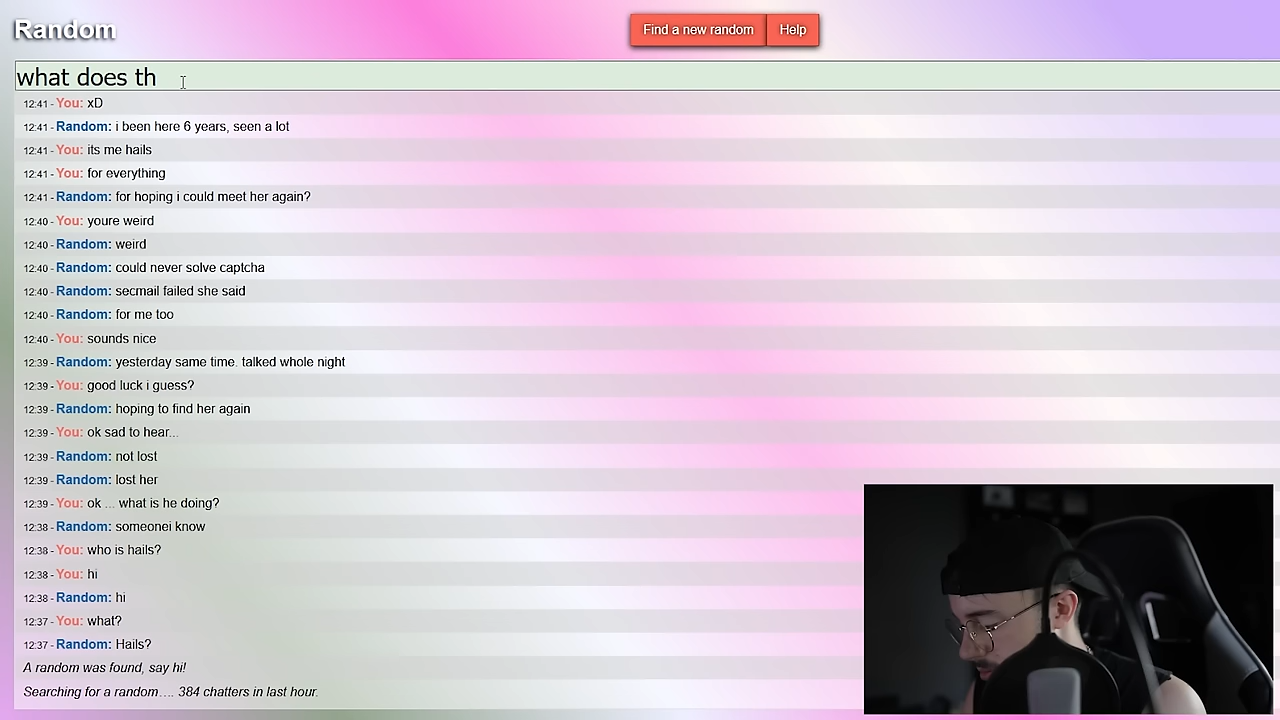 Random
Find a new random
Help
what does th
12:41 - You: xD
12:41 - Random: i been here 6 years, seen a lot
12:41 - You: its me hails
12:41 - You: for everything
12:41 - Random: for hoping i could meet her again?
12:40 - You: youre weird
12:40 - Random: weird
12:40 - Random: could never solve captcha
12:40 - Random: secmail failed she said
12:40 - Random: for me too
12:40 - You: sounds nice
12:39 - Random: yesterday same time. talked whole night
12:39 - You: good luck i guess?
12:39 - Random: hoping to find her again
12:39 - You: ok sad to hear...
12:39 - Random: not lost
12:39 - Random: lost her
12:39 - You: ok ... what is he doing?
12:38 - Random: someonei know
12:38 - You: who is hails?
12:38 - You: hi
12:38 - Random: hi
12:37 - You: what?
12:37 - Random: Hails?
A random was found, say hi!
Searching for a random.... 384 chatters in last hour.